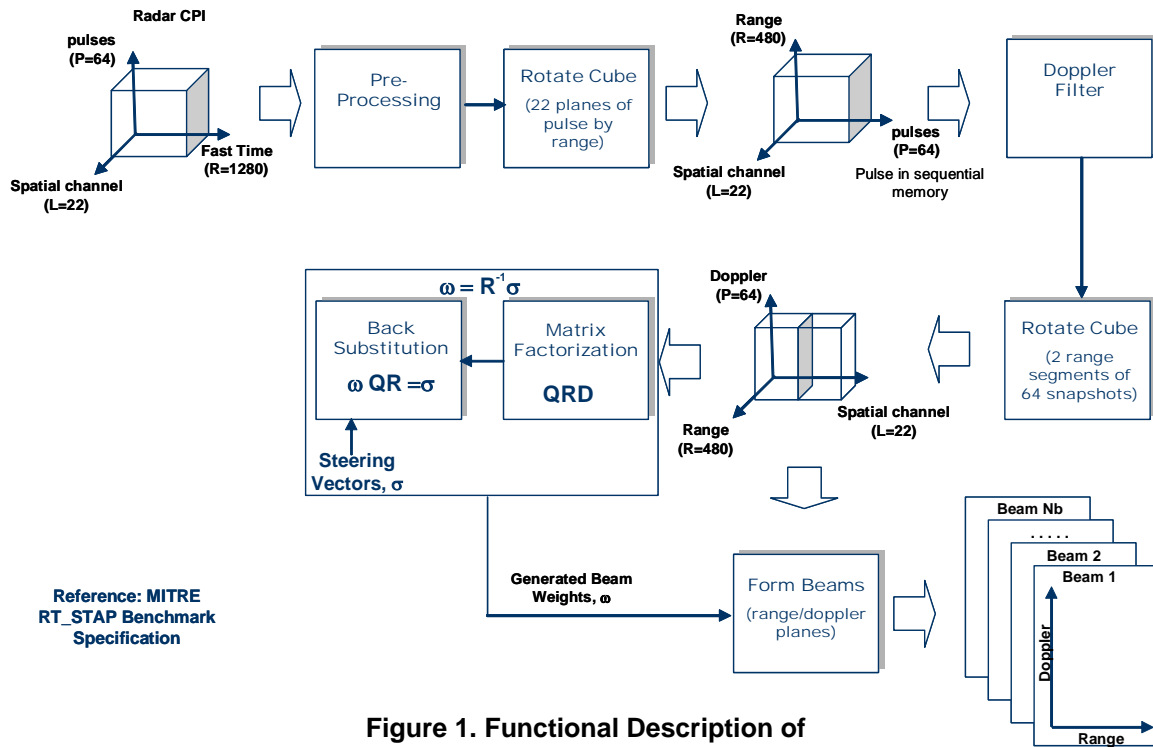 Radar CPI
pulses
(P=64)
Fast Time
(R=1280)
Spatial channel
(L=22)
Pre-
Processing
Rotate Cube
(22 planes of
pulse by
range)
Range
(R=480)
pulses
(P=64)
Pulse in sequential
memory
Spatial channel
(L=22)
Doppler
Filter
Rotate Cube
(2 range
segments of
64 snapshots)
Doppler
(P=64)
Spatial channel
(L=22)
Range
(R=480)
ω = R⁻¹σ
Matrix
Factorization
QRD
Back
Substitution
ω QR =σ
Steering
Vectors, σ
Generated Beam
Weights, ω
Form Beams
(range/doppler
planes)
Beam Nb
. . . . .
Beam 2
Beam 1
Doppler
Range
Reference: MITRE
RT_STAP Benchmark
Specification
Figure 1. Functional Description of